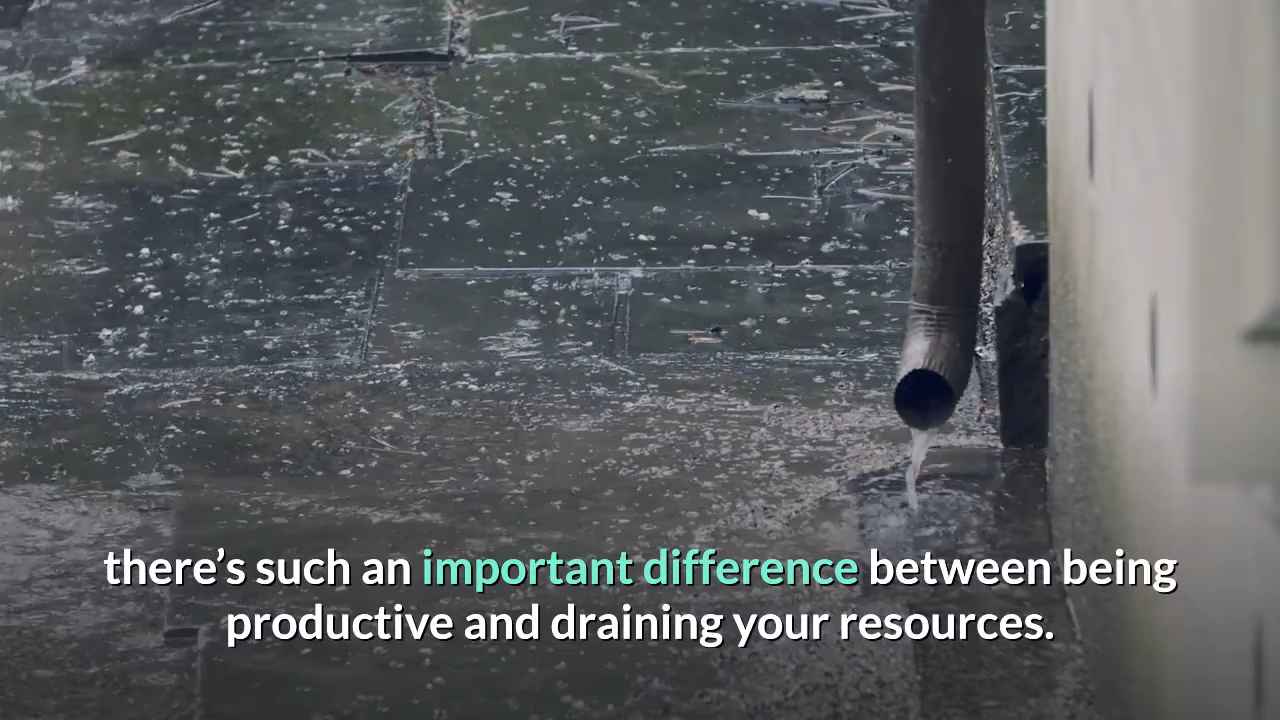 there’s such an important difference between being
productive and draining your resources.